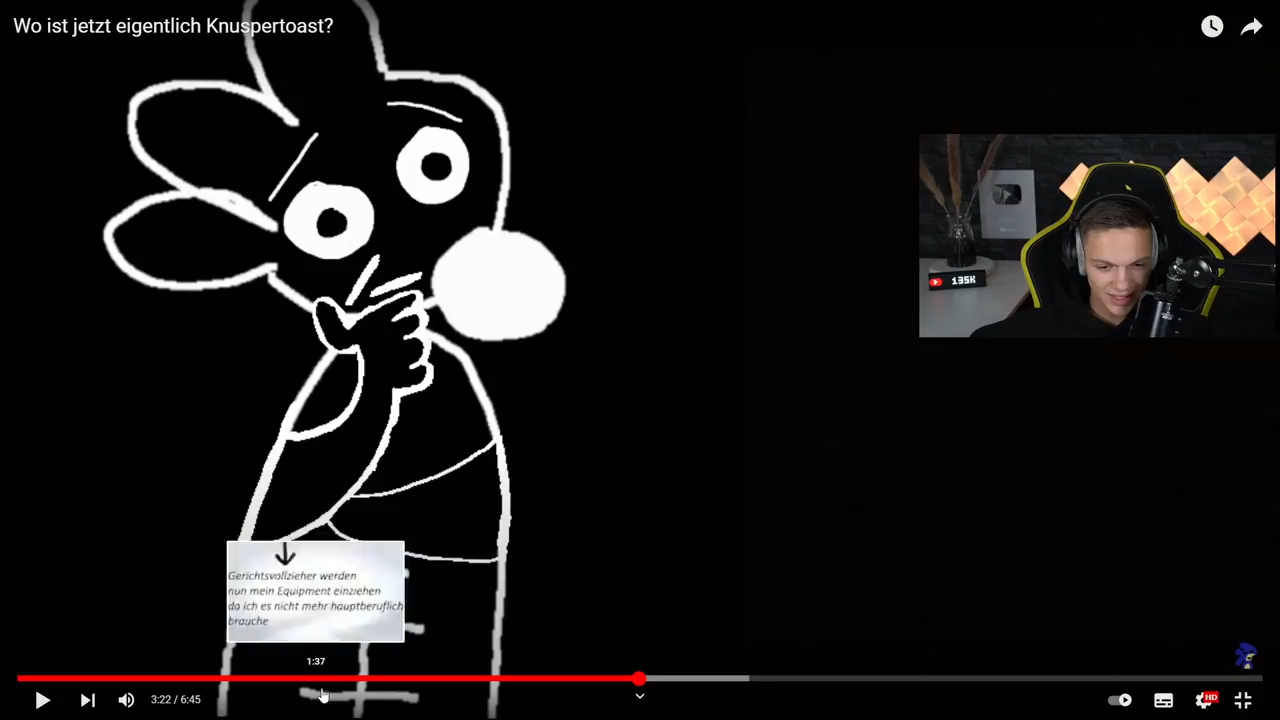 Wo ist jetzt eigentlich Knuspertoast?
135K
Gerichtsvollzieher werden
nun mein Equipment einziehen
da ich es nicht mehr hauptberuflich
brauche
1:37
3:22 / 6:45
HD